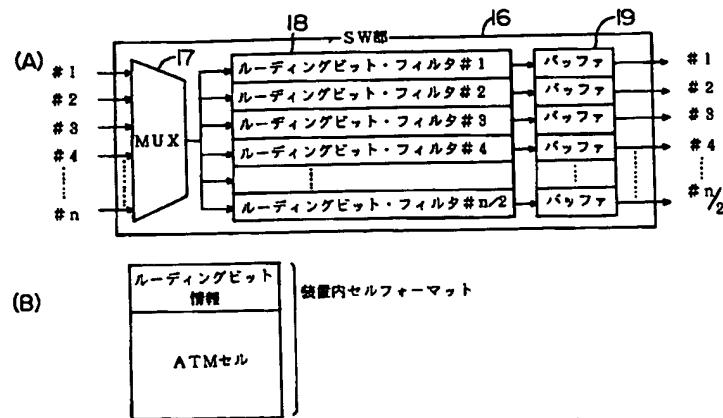 18
16
SW部
19
(A)
17
#1
#2
#3
#4
#n
MUX
ルーディングビット・フィルタ#1
ルーディングビット・フィルタ#2
ルーディングビット・フィルタ#3
ルーディングビット・フィルタ#4
ルーディングビット・フィルタ#n/2
バッファ
バッファ
バッファ
バッファ
バッファ
#1
#2
#3
#4
#n/2
(B)
ルーディングビット
情報
ATMセル
装置内セルフォーマット